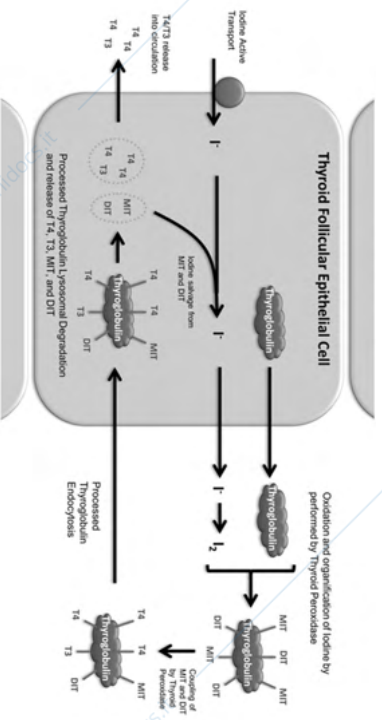 Thyroid Follicular Epithelial Cell
Oxidation and organification of Iodine by
performed by Thyroid Peroxidase
Thyroglobulin
Thyroglobulin
Iodine Active
Transport
I-
I-
I-
I2
MIT
DIT
MIT
Thyroglobulin
DIT
MIT
DIT
Iodine salvage from
MIT and DIT
Coupling of
MIT and DIT
by Thyroid
Peroxidase
T4/T3 release
into circulation
T4
T4
T4
T3
T4
T4
T4
T3
MIT
DIT
T4
T4
MIT
Thyroglobulin
T4
T3
DIT
Processed
Thyroglobulin
Endocytosis
T4
T4
MIT
Thyroglobulin
T4
T3
DIT
Processed Thyroglobulin Lysosomal Degradation
and release of T4, T3, MIT, and DIT